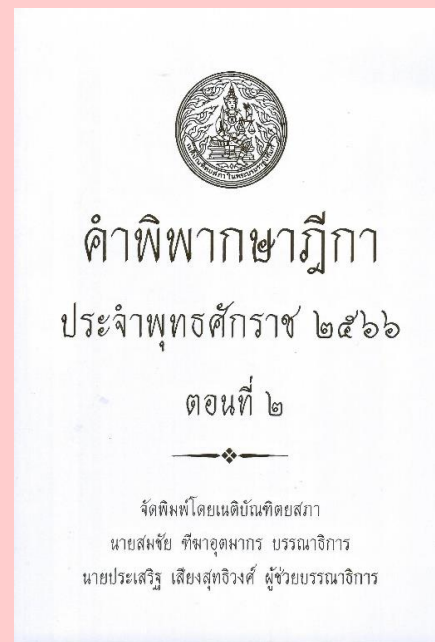 คำพิพากษาฎีกา
ประจำพุทธศักราช ๒๕๖๖
ตอนที่ ๒
จัดพิมพ์โดยเนติบัณฑิตยสภา
นายสมชัย ฑีฆาอุตมากร บรรณาธิการ
นายประเสริฐ เสียงสุทธิวงศ์ ผู้ช่วยบรรณาธิการ